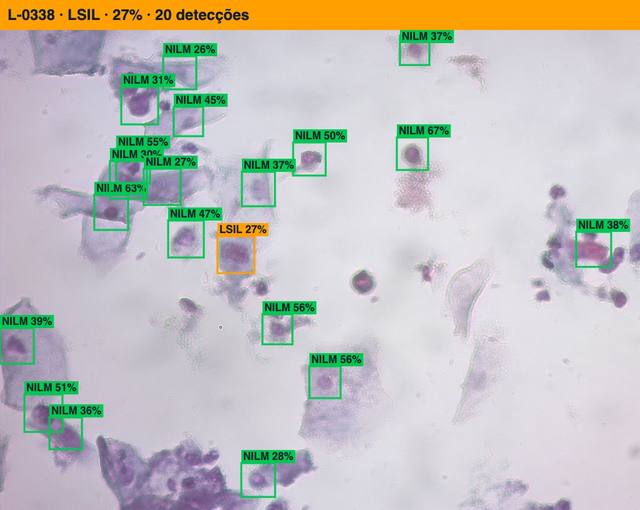 L-0338 · LSIL · 27% · 20 detecções
NILM 37%
NILM 26%
NILM 31%
NILM 45%
NILM 67%
NILM 50%
NILM 55%
NILM 30%
NILM 27%
NILM 37%
NILM 63%
NILM 47%
LSIL 27%
NILM 38%
NILM 56%
NILM 39%
NILM 56%
NILM 51%
NILM 36%
NILM 28%